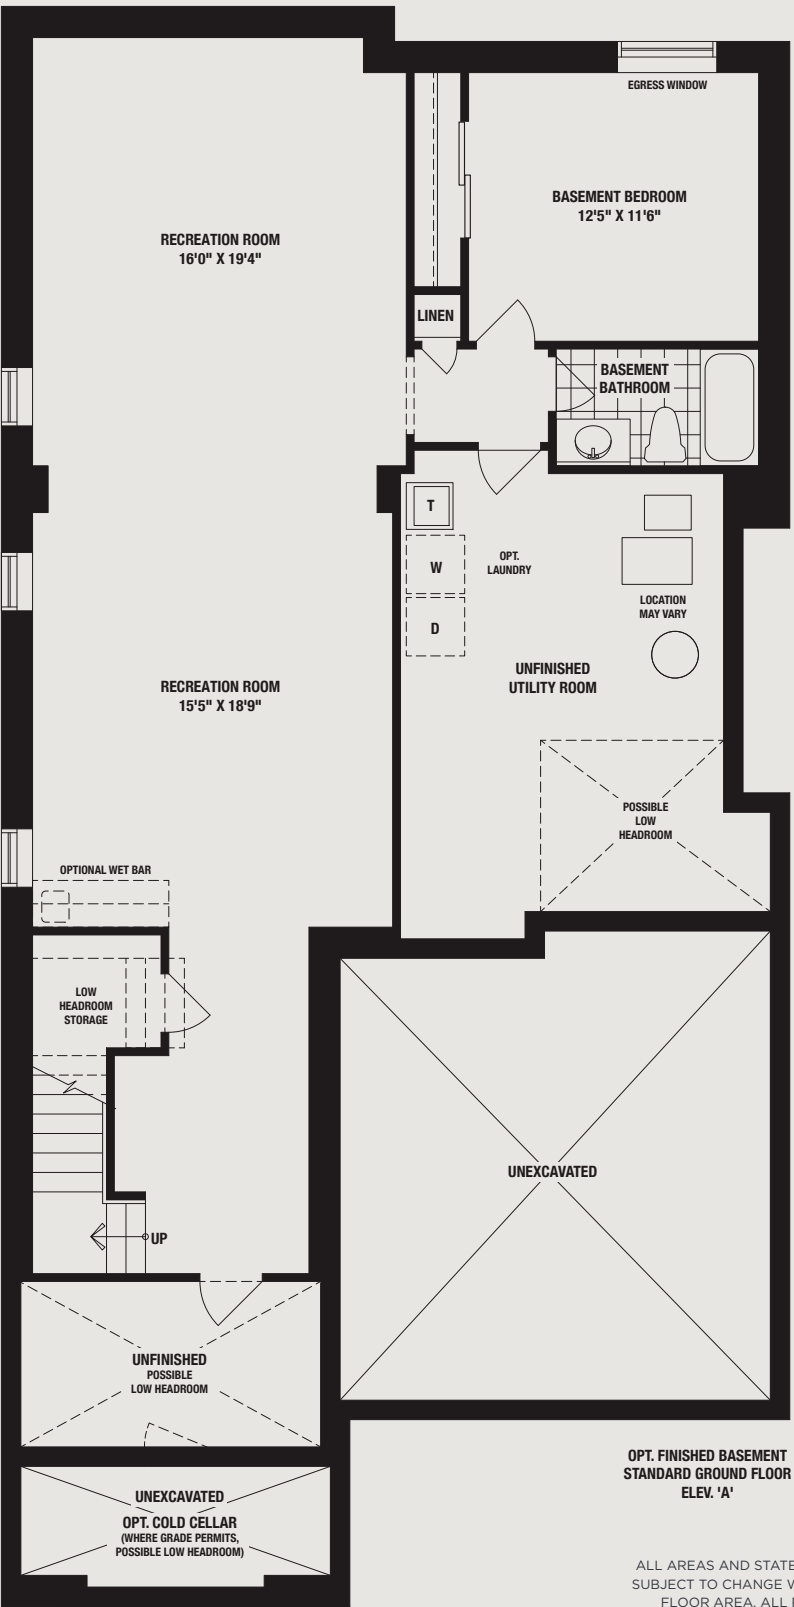 EGRESS WINDOW
BASEMENT BEDROOM
12'5" X 11'6"
RECREATION ROOM
16'0" X 19'4"
LINEN
BASEMENT
BATHROOM
T
W
D
OPT.
LAUNDRY
LOCATION
MAY VARY
UNFINISHED
UTILITY ROOM
RECREATION ROOM
15'5" X 18'9"
POSSIBLE
LOW
HEADROOM
OPTIONAL WET BAR
LOW
HEADROOM
STORAGE
UNEXCAVATED
UP
UNFINISHED
POSSIBLE
LOW HEADROOM
UNEXCAVATED
OPT. COLD CELLAR
(WHERE GRADE PERMITS,
POSSIBLE LOW HEADROOM)
OPT. FINISHED BASEMENT
STANDARD GROUND FLOOR
ELEV. 'A'
ALL AREAS AND STATE
SUBJECT TO CHANGE W
FLOOR AREA. ALL